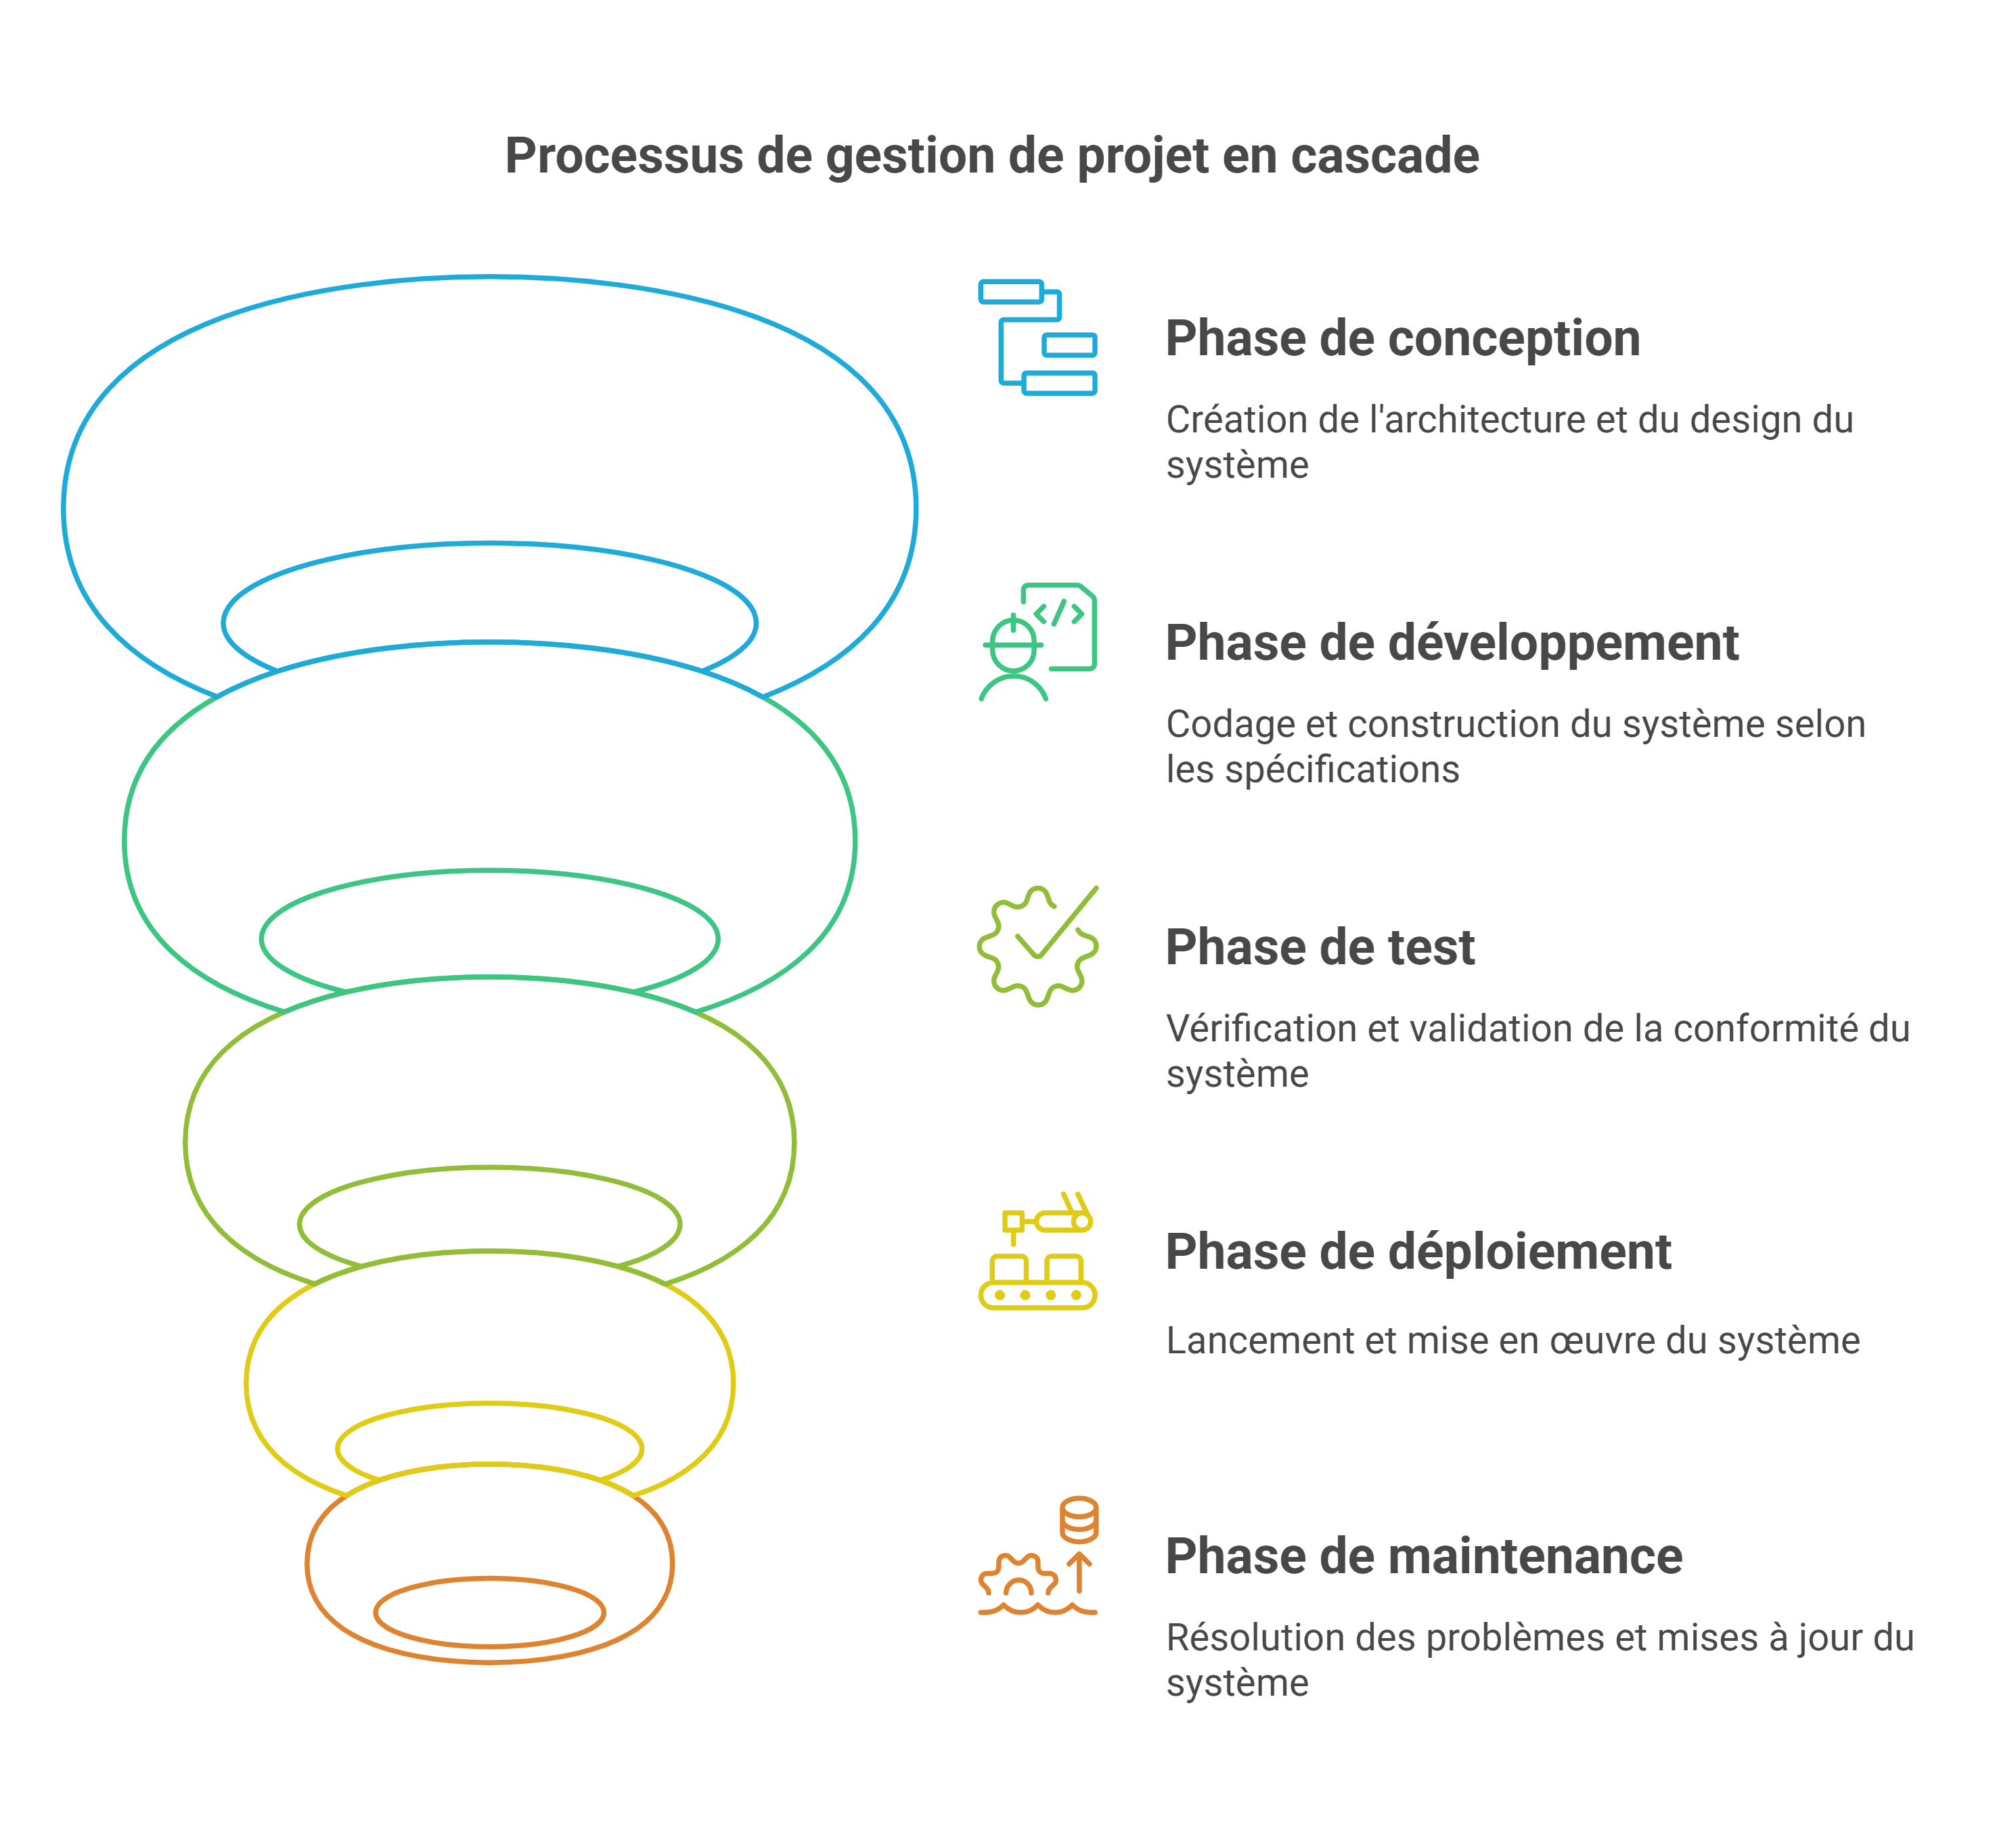 Processus de gestion de projet en cascade
Phase de conception
Création de l'architecture et du design du
système
Phase de développement
Codage et construction du système selon
les spécifications
Phase de test
Vérification et validation de la conformité du
système
Phase de déploiement
Lancement et mise en œuvre du système
Phase de maintenance
Résolution des problèmes et mises à jour du
système